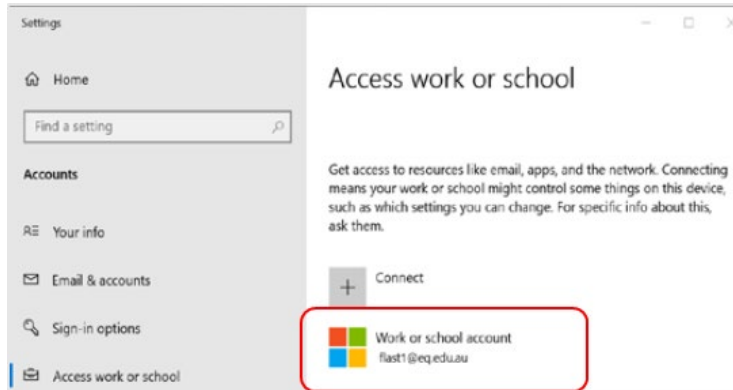 Settings
Home
Find a setting
Accounts
Your info
Email & accounts
Sign-in options
Access work or school
Access work or school
Get access to resources like email, apps, and the network. Connecting
means your work or school might control some things on this device,
such as which settings you can change. For specific info about this,
ask them.
Connect
Work or school account
flast1@eq.edu.au